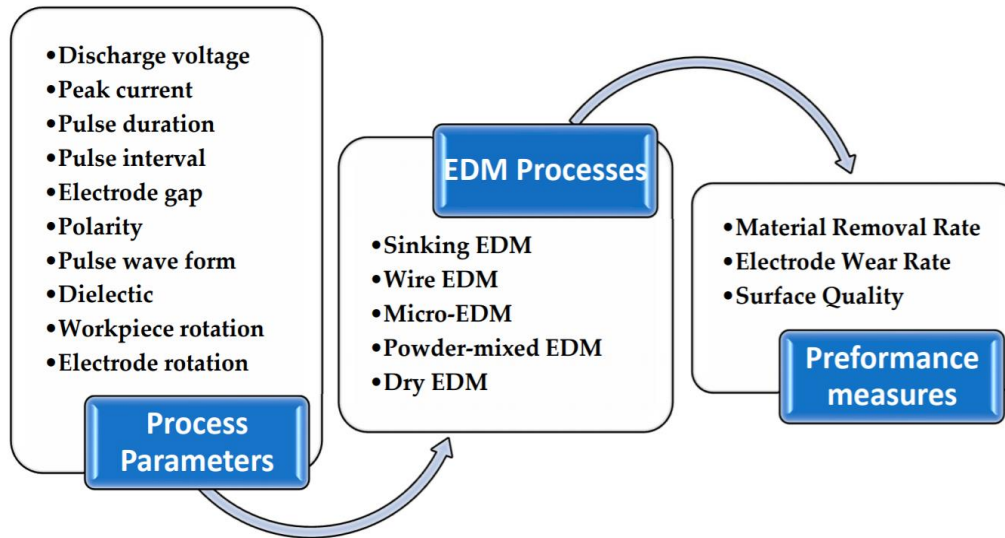 •Discharge voltage
•Peak current
•Pulse duration
•Pulse interval
•Electrode gap
•Polarity
•Pulse wave form
•Dielectic
•Workpiece rotation
•Electrode rotation
Process
Parameters
EDM Processes
•Sinking EDM
•Wire EDM
•Micro-EDM
•Powder-mixed EDM
•Dry EDM
•Material Removal Rate
•Electrode Wear Rate
•Surface Quality
Preformance
measures